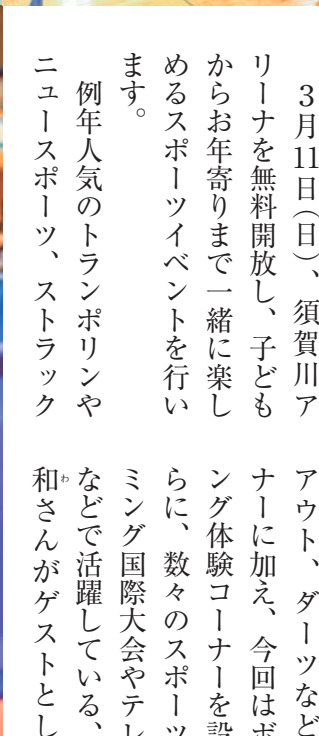 ３月11日（日）、須賀川ア
リーナを無料開放し、子ども
からお年寄りまで一緒に楽し
めるスポーツイベントを行い
ます。
例年人気のトランポリンや
ニュースポーツ、ストラック
アウト、ダーツなど
ナーに加え、今回はボ
ング体験コーナーを設
らに、数々のスポーツ
ミング国際大会やテレ
などで活躍している、
和さんがゲストとし
わ